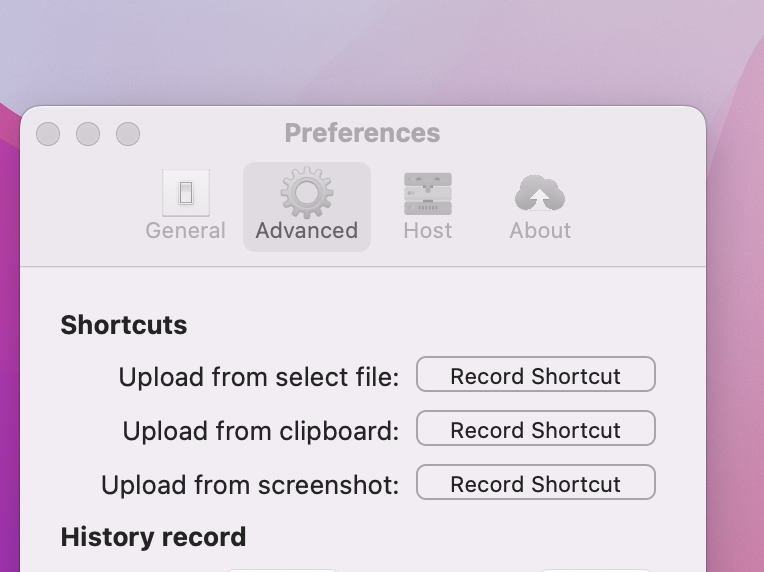 Preferences
General Advanced Host About
Shortcuts
Upload from select file: Record Shortcut
Upload from clipboard: Record Shortcut
Upload from screenshot: Record Shortcut
History record